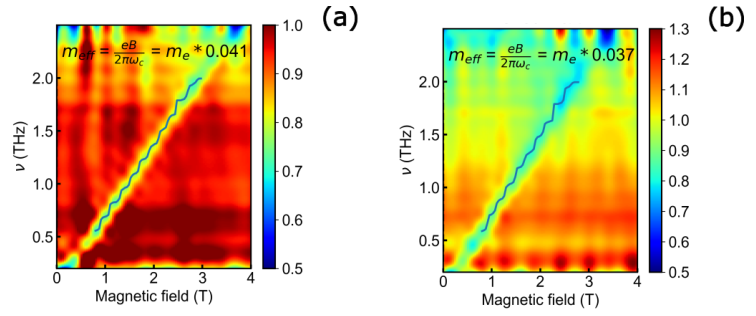 (a)
m_eff = eB/2πω_c = m_e * 0.041
ν (THz)
2.0
1.5
1.0
0.5
0 1 2 3 4
Magnetic field (T)
1.0
0.9
0.8
0.7
0.6
0.5
(b)
m_eff = eB/2πω_c = m_e * 0.037
ν (THz)
2.0
1.5
1.0
0.5
0 1 2 3 4
Magnetic field (T)
1.3
1.2
1.1
1.0
0.9
0.8
0.7
0.6
0.5